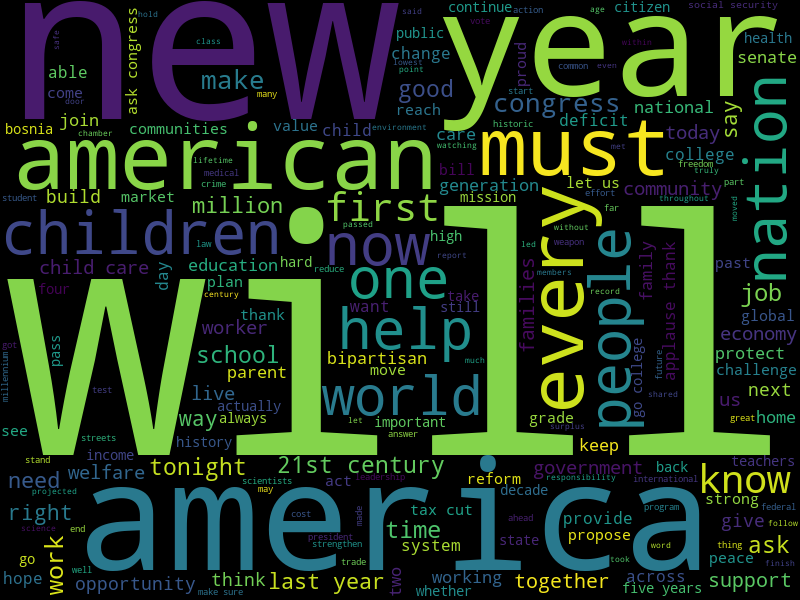 new
year
continue
citizen
social security
hold
said
vote
action
age
safe
ask congress
class
public
change
proud
within
health
able
come
door
make
good
lowest
point
common
even
senate
many
reach
congress
start
national
say
bosnia
join
communities
value
child
environment
care
historic
deficit
today
american
chamber
lifetime
medical
crime
watching
must
met
college
freedom
truly
nation
bill
generation
let us
effort
community
part
student
build
market
million
first
passed
mission
far
throughout
moved
children
law
now
high
led
without
weapon
every
people
family
past
child care
education
hard
reduce
report
members
families
four
day
plan
century
one
take
want
still
record
applause thank
job
will
thank
global
got
pass
worker
help
economy
school
bipartisan
much
protect
parent
move
future
challenge
millennium
test
live
actually
world
go college
shared
us
next
way
always
let
important
grade
great
home
see
streets
history
answer
surplus
keep
stand
income
tonight
21st century
government
back
teachers
need
welfare
scientists
act
leadership
reform
responsibility
international
know
projected
may
decade
strong
program
federal
right
science
america
cost
made
tax cut
ahead
provide
give
thing
follow
end
president
time
system
state
propose
word
peace
ask
finish
work
go
well
strengthen
trade
took
hope
opportunity
think
last year
two
working
together
across
support
make sure
whether
five years